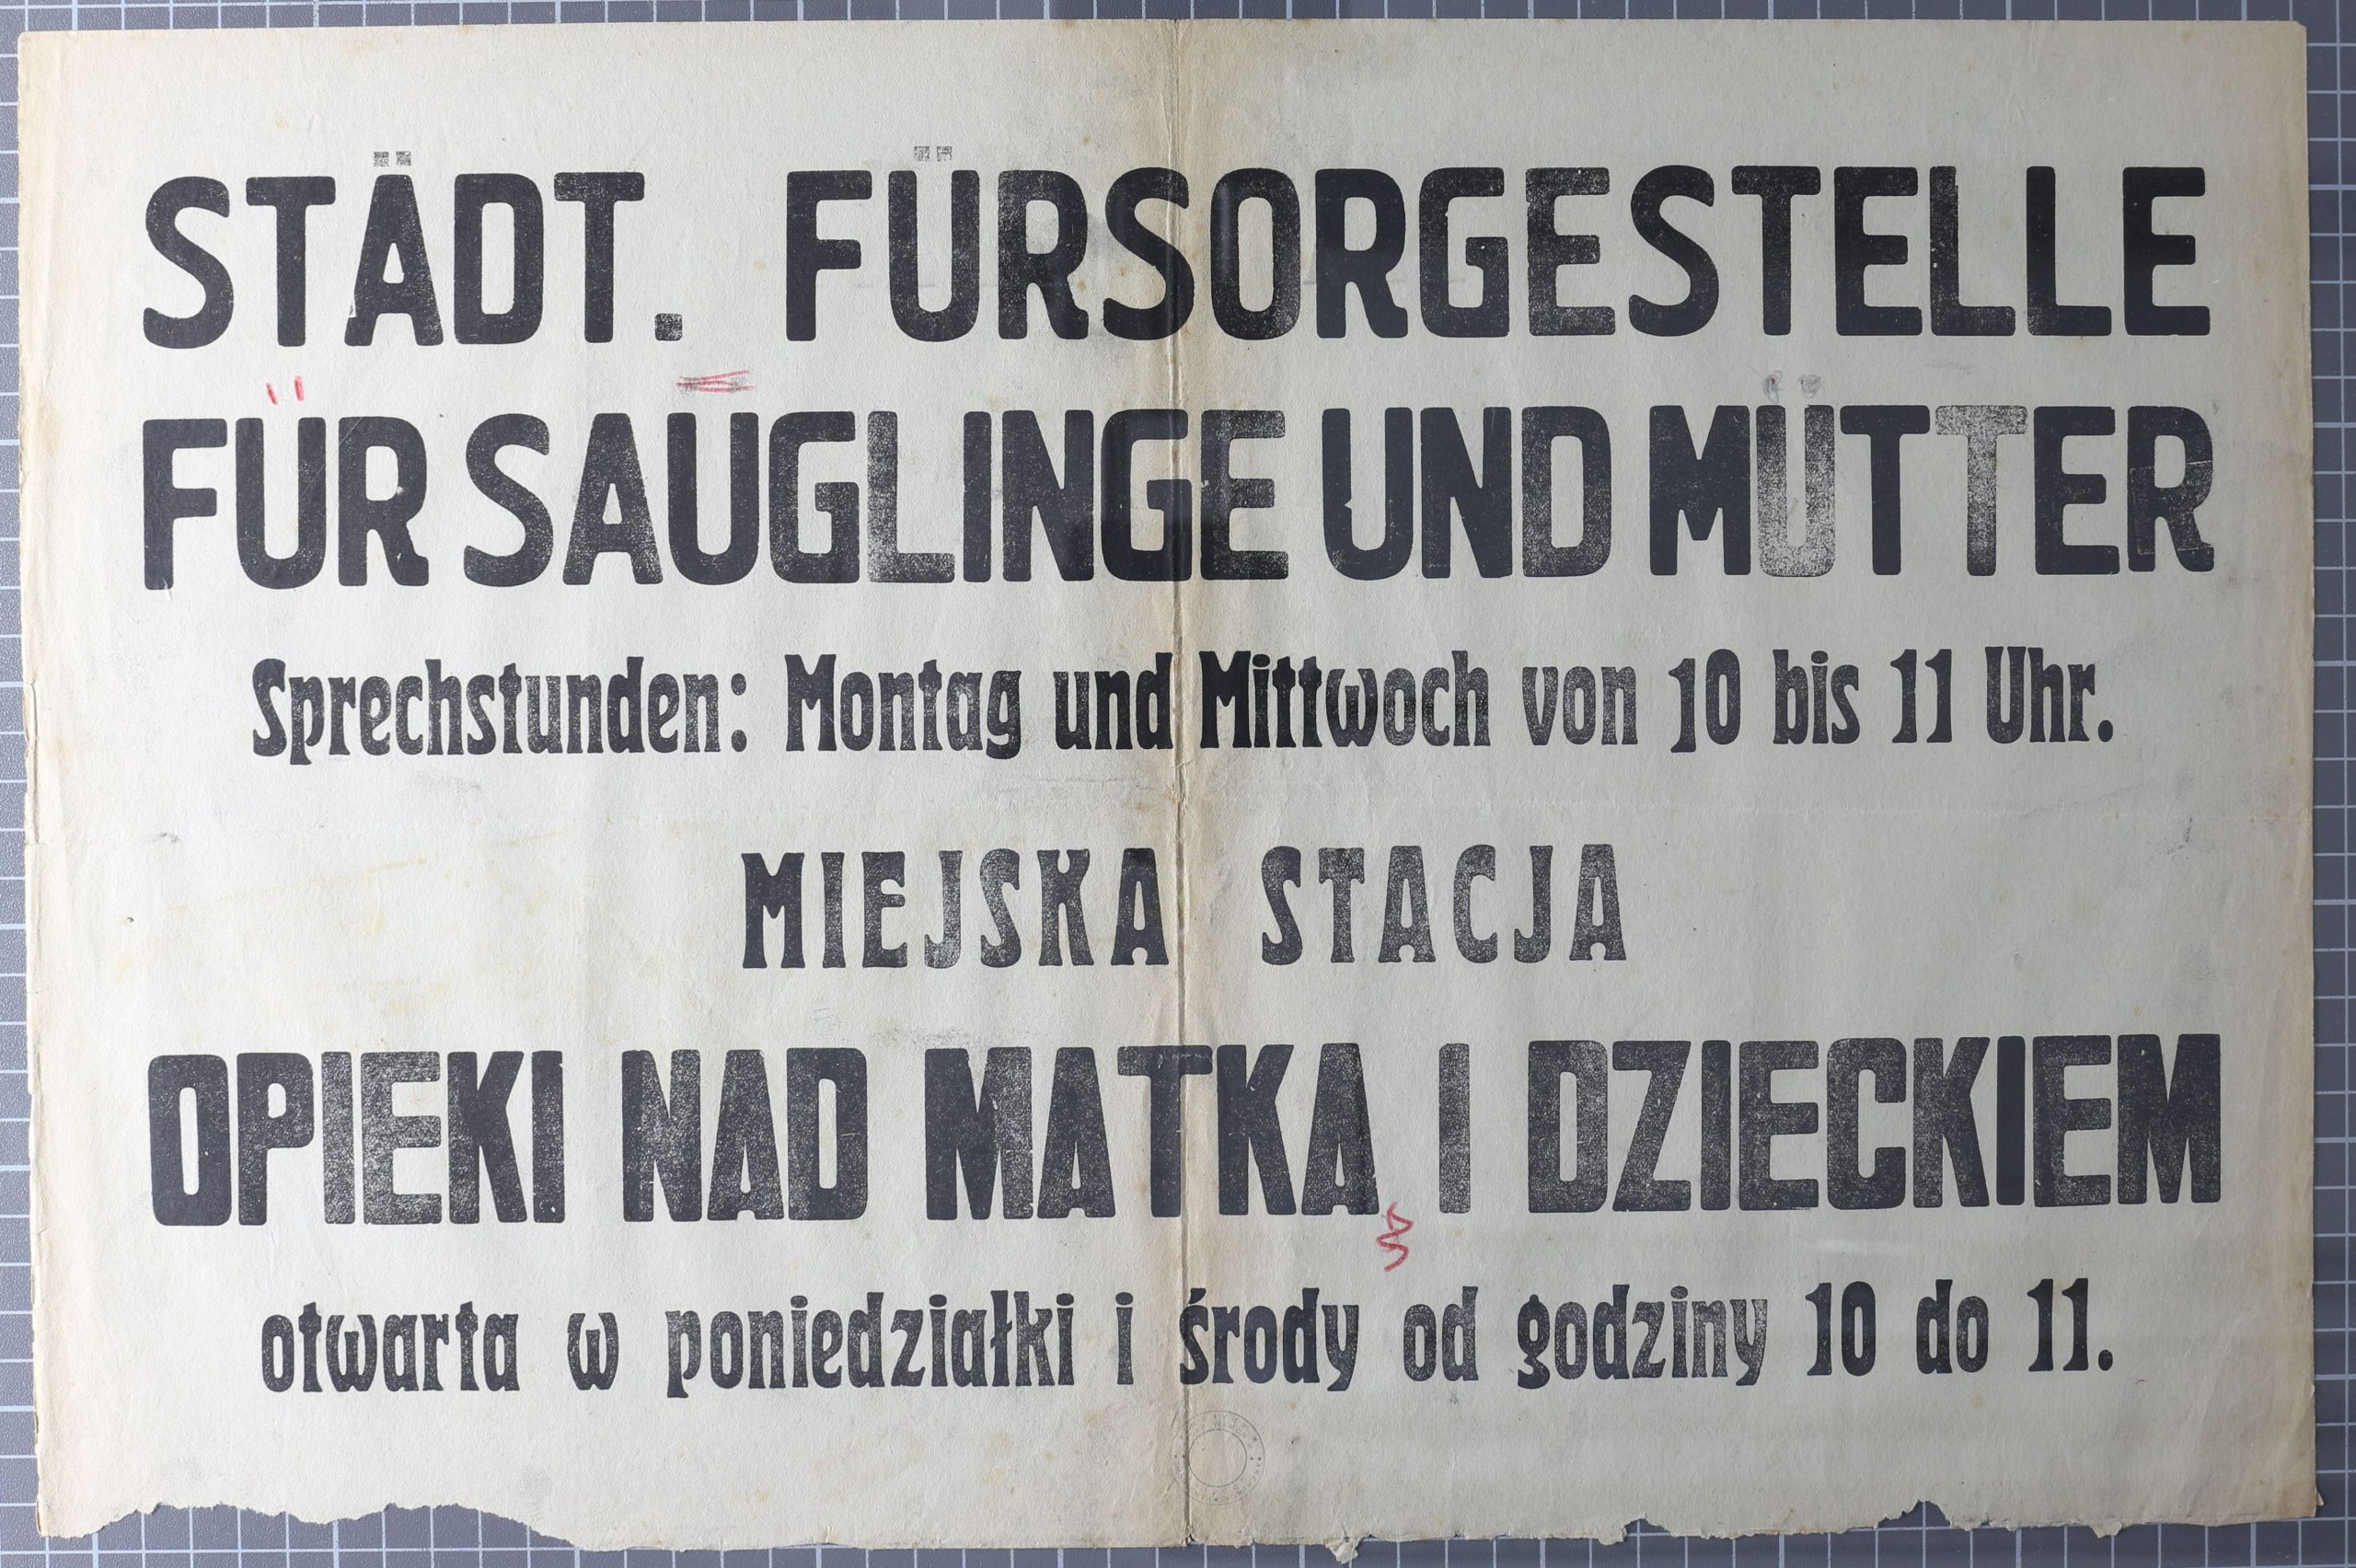 STÄDT. FÜRSORGESTELLE
FÜR SAUGLINGE UND MÜTTER
Sprechstunden: Montag und Mittwoch von 10 bis 11 Uhr.
MIEJSKA STACJA
OPIEKI NAD MATKĄ I DZIECKIEM
otwarta w poniedziałki i środy od godziny 10 do 11.